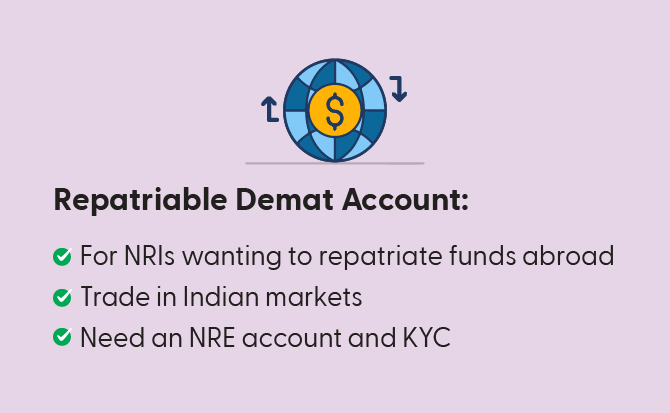 $
Repatriable Demat Account:
For NRIs wanting to repatriate funds abroad
Trade in Indian markets
Need an NRE account and KYC